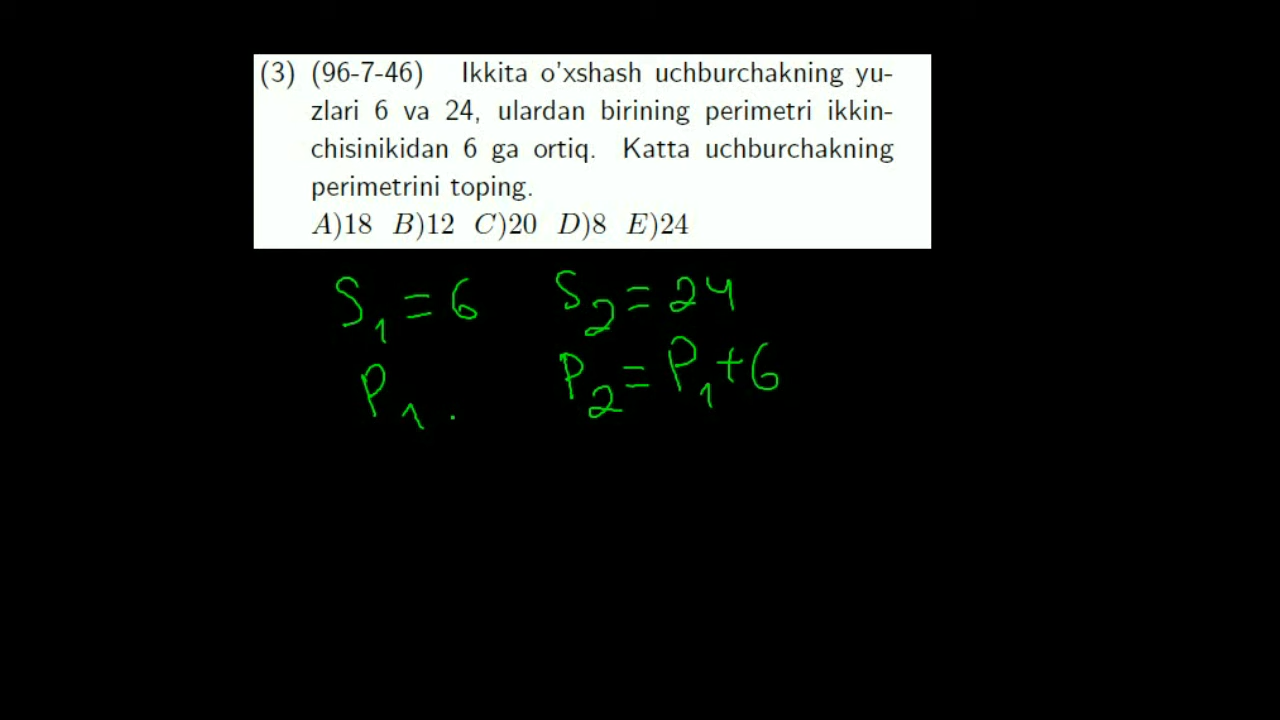 (3) (96-7-46) Ikkita o'xshash uchburchakning yu-
zlari 6 va 24, ulardan birining perimetri ikkin-
chisinikidan 6 ga ortiq. Katta uchburchakning
perimetrini toping.
A)18 B)12 C)20 D)8 E)24
S₁ = 6 S₂ = 24
P₁ . P₂ = P₁ + 6